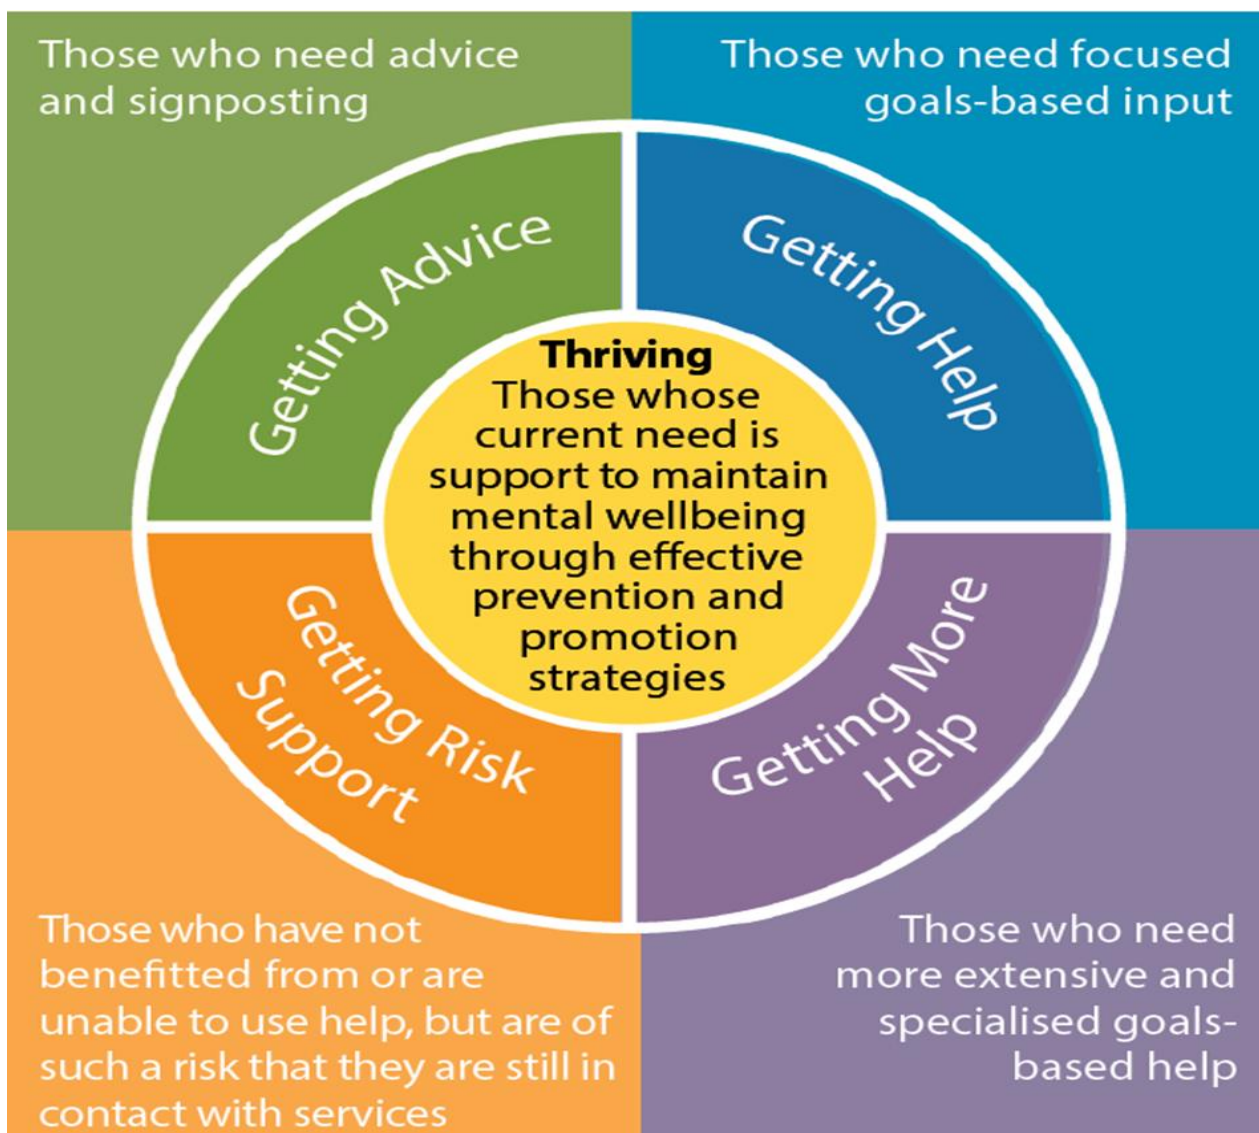 Those who need advice
and signposting
Those who need focused
goals-based input
Getting Advice
Getting Help
Thriving
Those whose
current need is
support to maintain
mental wellbeing
through effective
prevention and
promotion
strategies
Getting Risk
Support
Getting More
Help
Those who have not
benefitted from or are
unable to use help, but are of
such a risk that they are still in
contact with services
Those who need
more extensive and
specialised goals-
based help